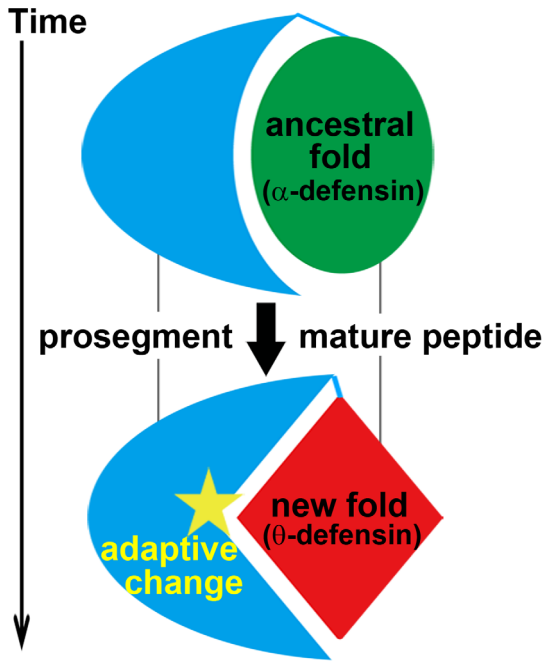 Time
ancestral
fold
(α-defensin)
prosegment
mature peptide
new fold
(θ-defensin)
adaptive
change